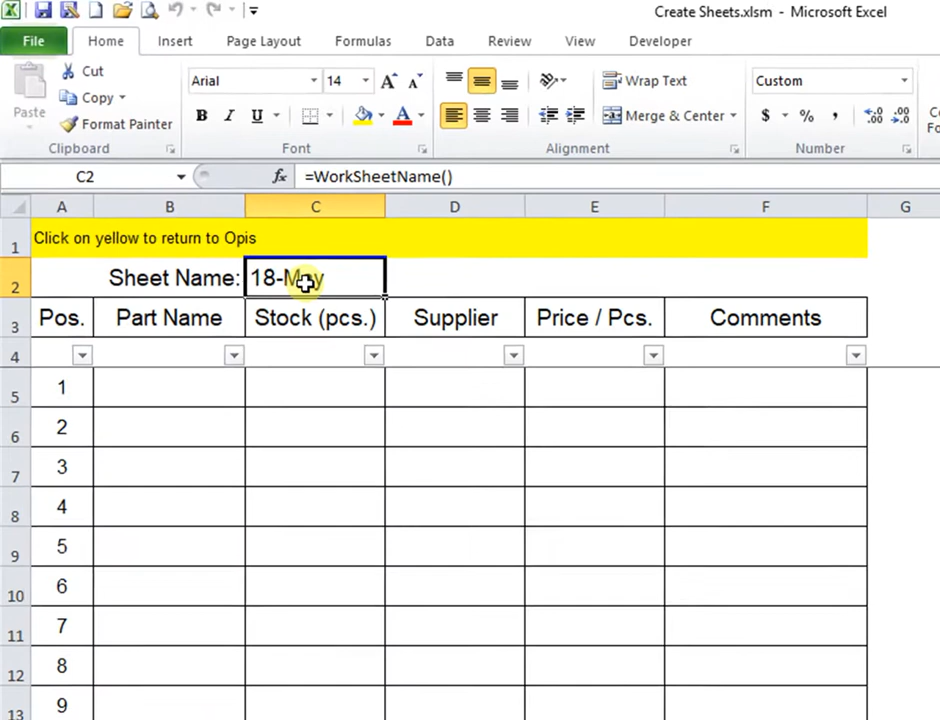 Create Sheets.xlsm - Microsoft Excel
File Home Insert Page Layout Formulas Data Review View Developer
Paste
Cut
Copy
Format Painter
Clipboard
Arial 14
B I U
Font
Wrap Text
Merge & Center
Alignment
Custom
$ % ,
Number
C2 fx =WorkSheetName()
A B C D E F G
1 Click on yellow to return to Opis
2 Sheet Name: 18-May
3 Pos. Part Name Stock (pcs.) Supplier Price / Pcs. Comments
4
5 1
6 2
7 3
8 4
9 5
10 6
11 7
12 8
13 9